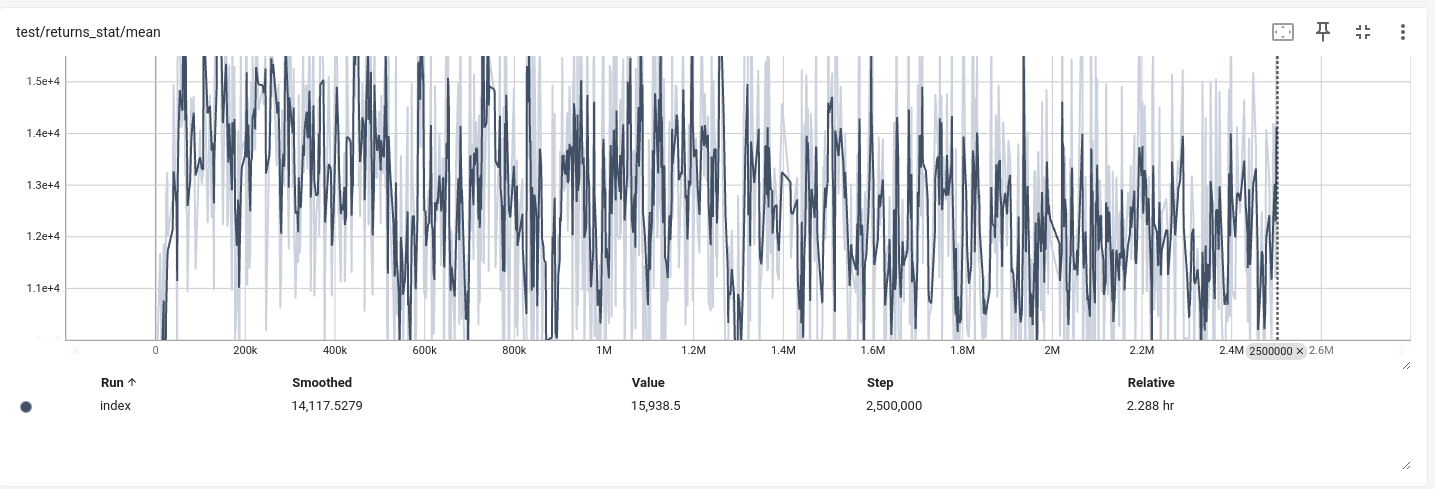 test/returns_stat/mean
1.5e+4
1.4e+4
1.3e+4
1.2e+4
1.1e+4
0 200k 400k 600k 800k 1M 1.2M 1.4M 1.6M 1.8M 2M 2.2M 2.4M 2500000 × 2.6M
Run ↑ Smoothed Value Step Relative
index 14,117.5279 15,938.5 2,500,000 2.288 hr